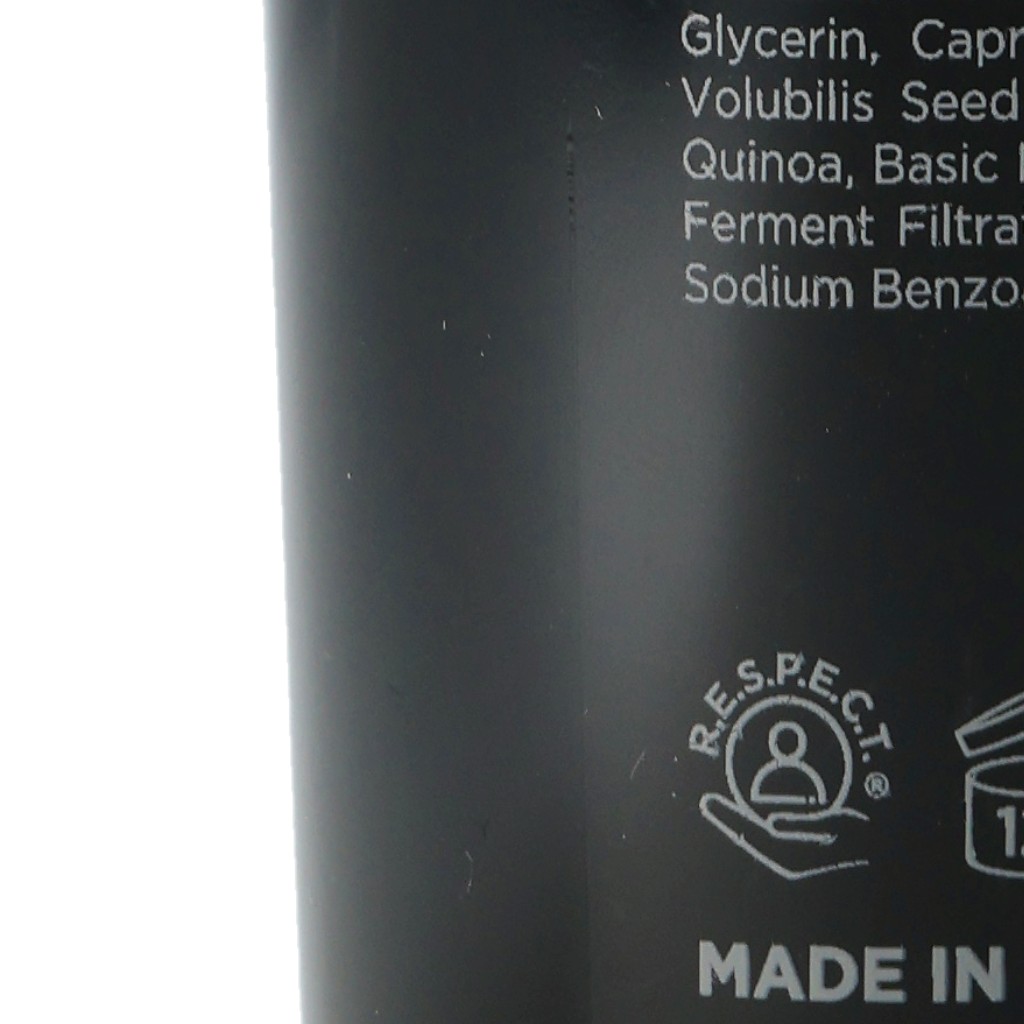 Glycerin, Capr
Volubilis Seed
Quinoa, Basic
Ferment Filtra
Sodium Benzo
R.E.S.P.E.C.T.®
MADE IN